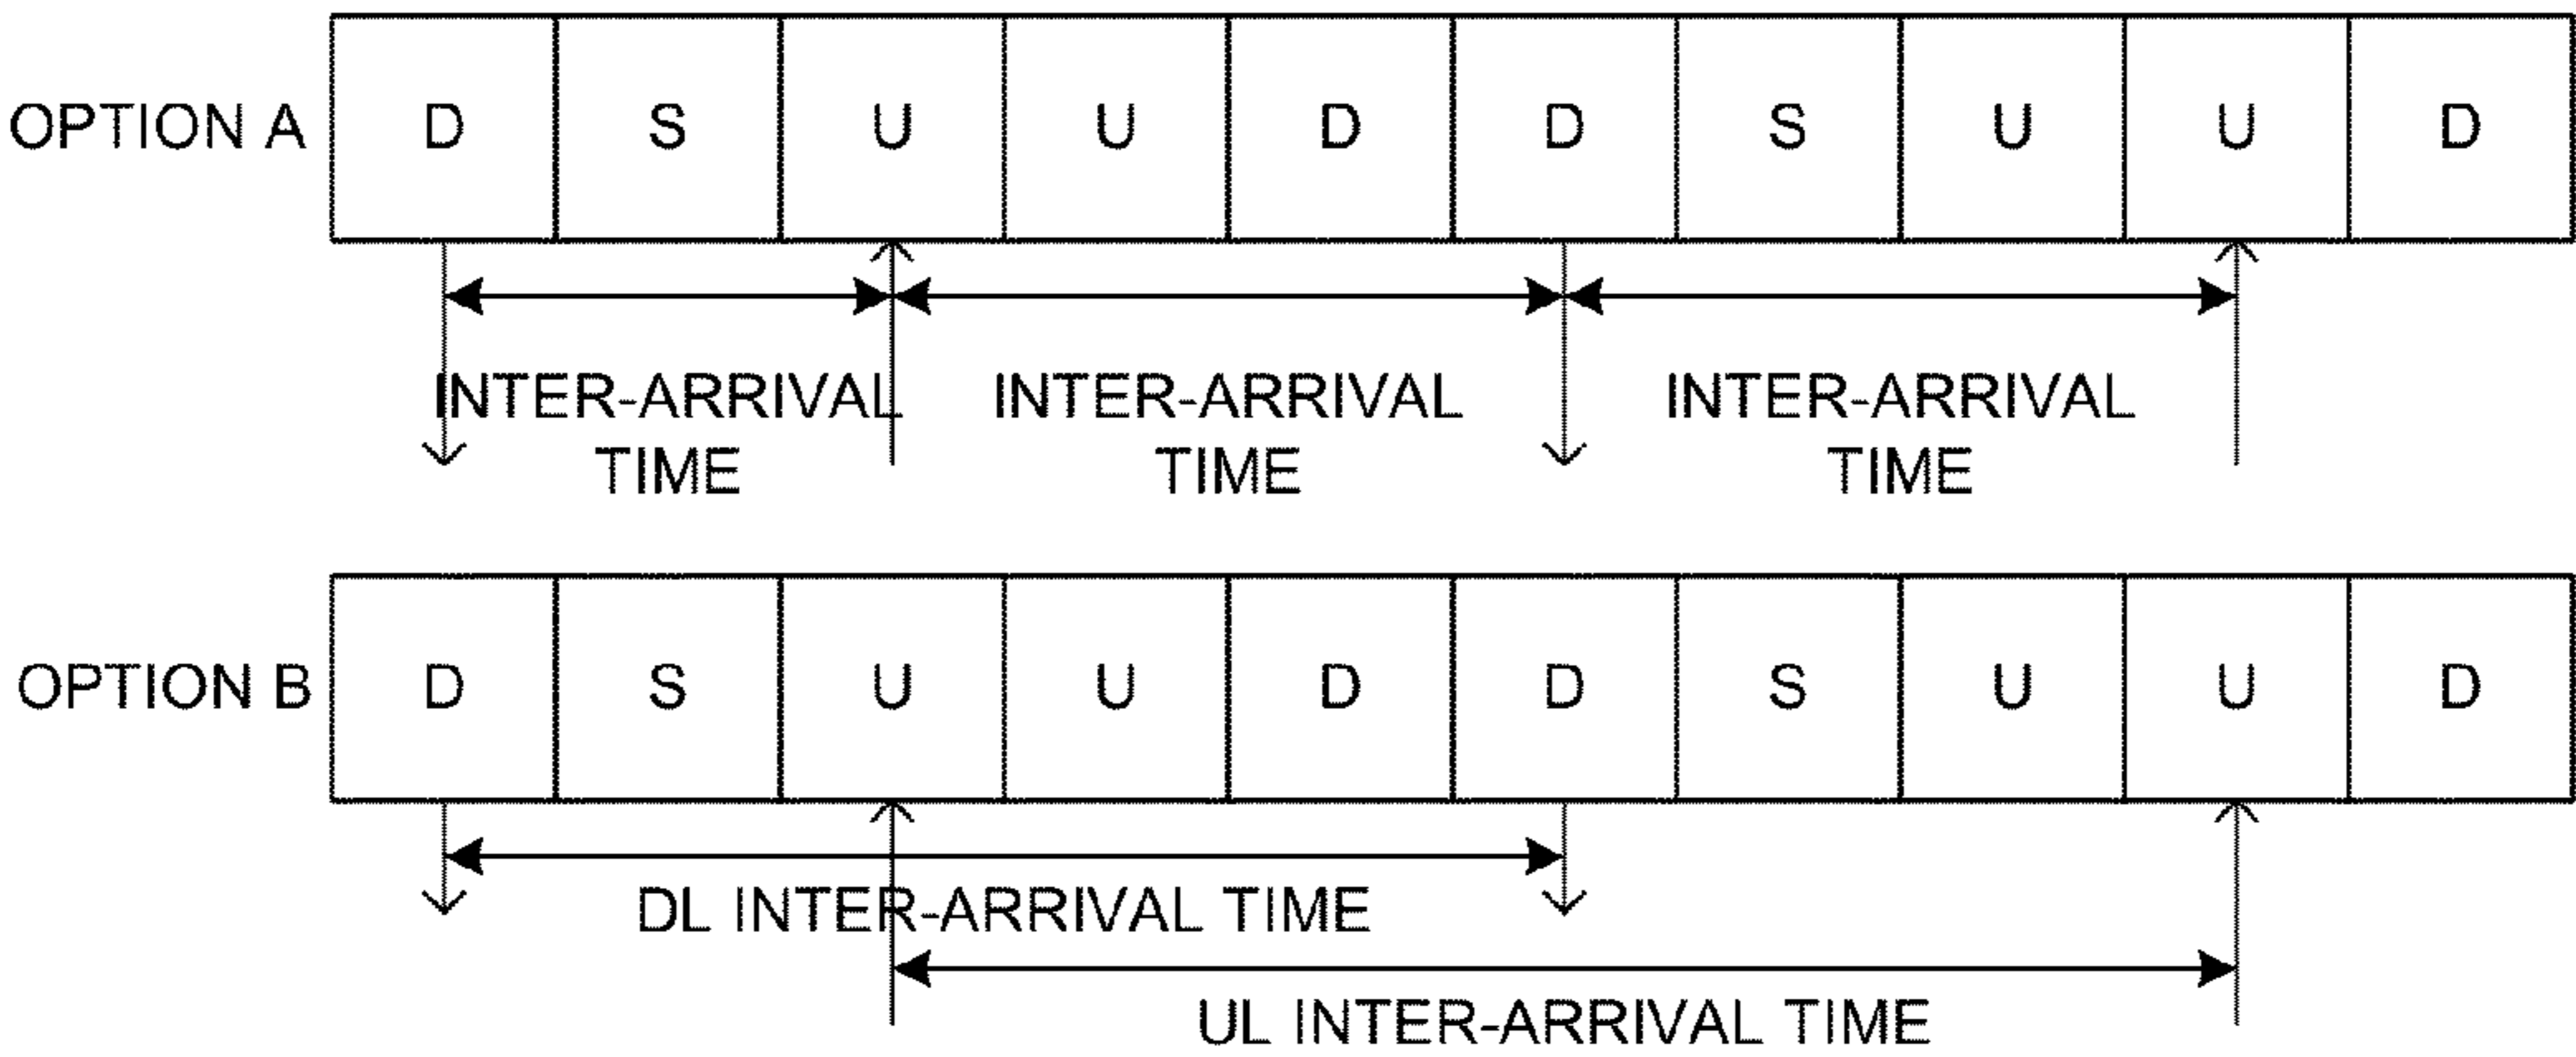 OPTION A D S U U D D S U U D
INTER-ARRIVAL INTER-ARRIVAL INTER-ARRIVAL
TIME TIME TIME
OPTION B D S U U D D S U U D
DL INTER-ARRIVAL TIME
UL INTER-ARRIVAL TIME